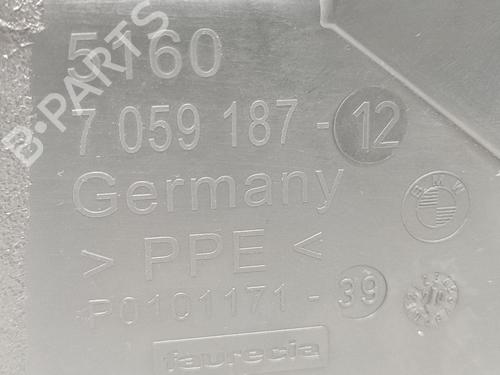 B-PARTS
5160
7 059 187-12
Germany
BMW
> PPE <
P0101171-39
faurecia